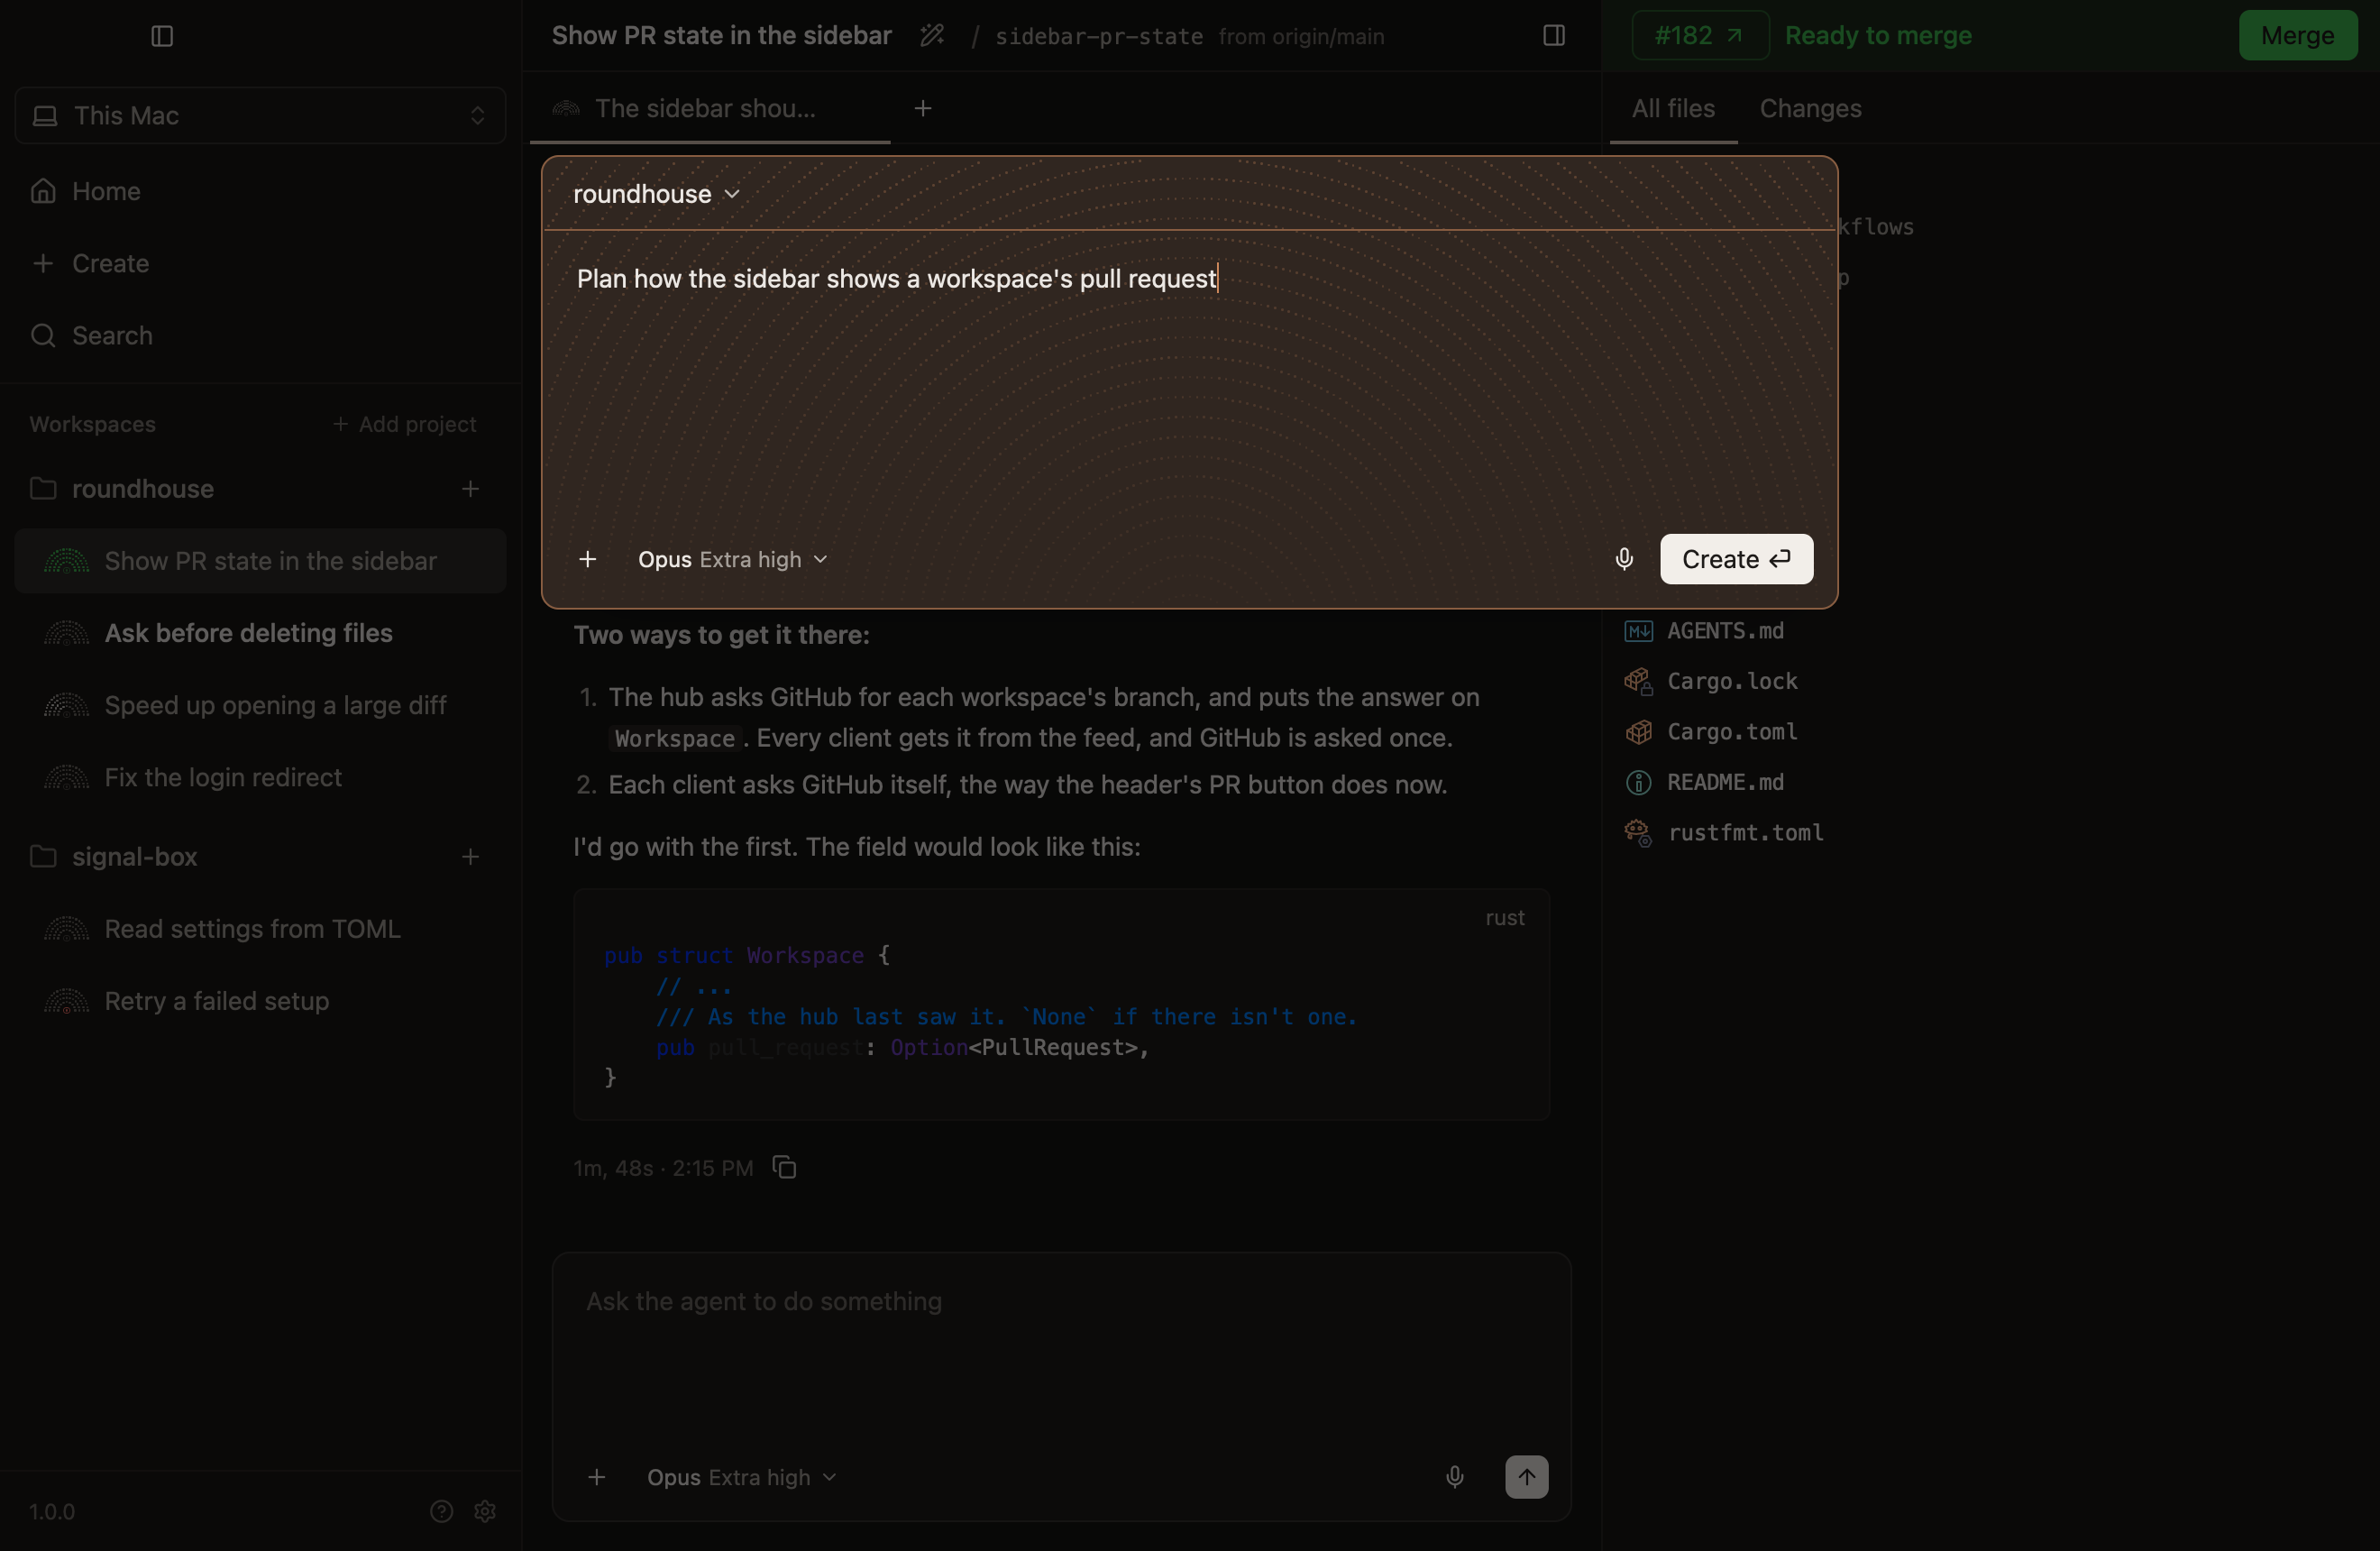 This Mac
Home
Create
Search
Workspaces
Add project
roundhouse
Show PR state in the sidebar
Ask before deleting files
Speed up opening a large diff
Fix the login redirect
signal-box
Read settings from TOML
Retry a failed setup
1.0.0
Show PR state in the sidebar / sidebar-pr-state from origin/main
The sidebar shou...
roundhouse
Plan how the sidebar shows a workspace's pull request
Opus Extra high
Create
Two ways to get it there:
1. The hub asks GitHub for each workspace's branch, and puts the answer on
Workspace. Every client gets it from the feed, and GitHub is asked once.
2. Each client asks GitHub itself, the way the header's PR button does now.
I'd go with the first. The field would look like this:
rust
pub struct Workspace {
// ...
/// As the hub last saw it. `None` if there isn't one.
pub pull_request: Option<PullRequest>,
}
1m, 48s · 2:15 PM
Ask the agent to do something
Opus Extra high
#182 Ready to merge
Merge
All files Changes
kflows
AGENTS.md
Cargo.lock
Cargo.toml
README.md
rustfmt.toml